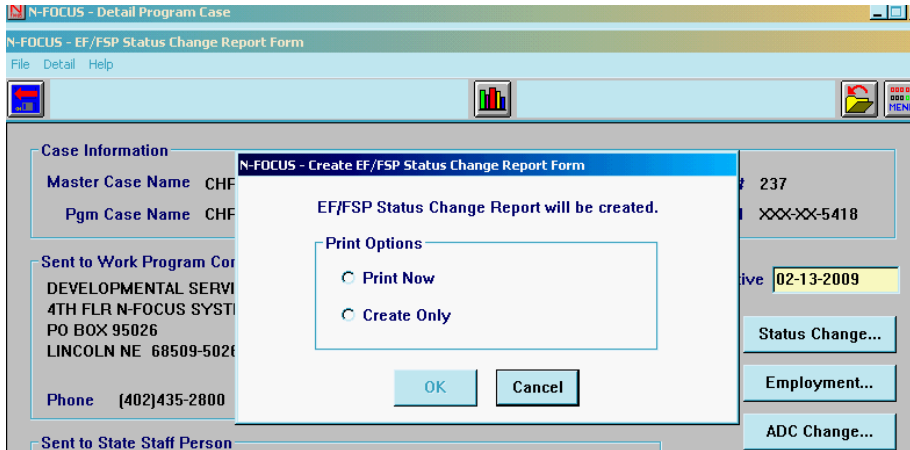 N-FOCUS - Detail Program Case
N-FOCUS - EF/FSP Status Change Report Form
File Detail Help
MEN
Case Information
Master Case Name CHF
237
Pgm Case Name CHF
XXX-XX-5418
N-FOCUS - Create EF/FSP Status Change Report Form
EF/FSP Status Change Report will be created.
Print Options
Print Now
Create Only
OK Cancel
Sent to Work Program Con
DEVELOPMENTAL SERVI
4TH FLR N-FOCUS SYST
PO BOX 95026
LINCOLN NE 68509-5026
Phone (402)435-2800
ive 02-13-2009
Status Change...
Employment...
ADC Change...
Sent to State Staff Person